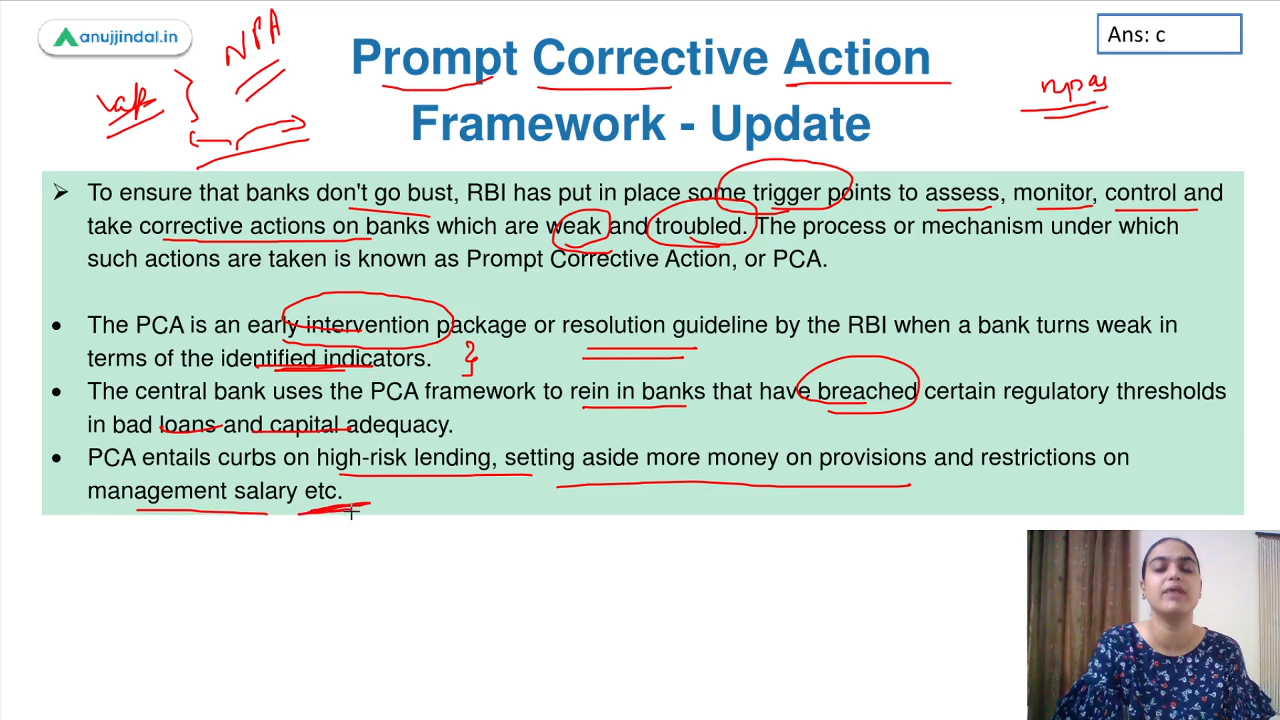 anujjindal.in
NPA
Ans: c
Prompt Corrective Action
npas
Framework - Update
➤ To ensure that banks don't go bust, RBI has put in place some trigger points to assess, monitor, control and
take corrective actions on banks which are weak and troubled. The process or mechanism under which
such actions are taken is known as Prompt Corrective Action, or PCA.
• The PCA is an early intervention package or resolution guideline by the RBI when a bank turns weak in
terms of the identified indicators.
• The central bank uses the PCA framework to rein in banks that have breached certain regulatory thresholds
in bad loans and capital adequacy.
• PCA entails curbs on high-risk lending, setting aside more money on provisions and restrictions on
management salary etc.